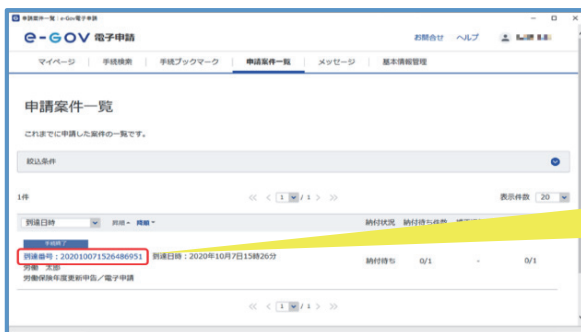 申請案件一覧｜e-Gov電子申請
e-GOV 電子申請
お問合せ ヘルプ
マイページ 手続検索 手続ブックマーク 申請案件一覧 メッセージ 基本情報管理
申請案件一覧
これまでに申請した案件の一覧です。
絞込条件
1件
1 / 1
表示件数 20
到達日時 昇順 降順
納付状況 納付待ち件数
手続終了
到達番号：202010071526486951 到達日時：2020年10月7日15時26分
労働 太郎
労働保険年度更新申告／電子申請
納付待ち 0/1 - 0/1
1 / 1